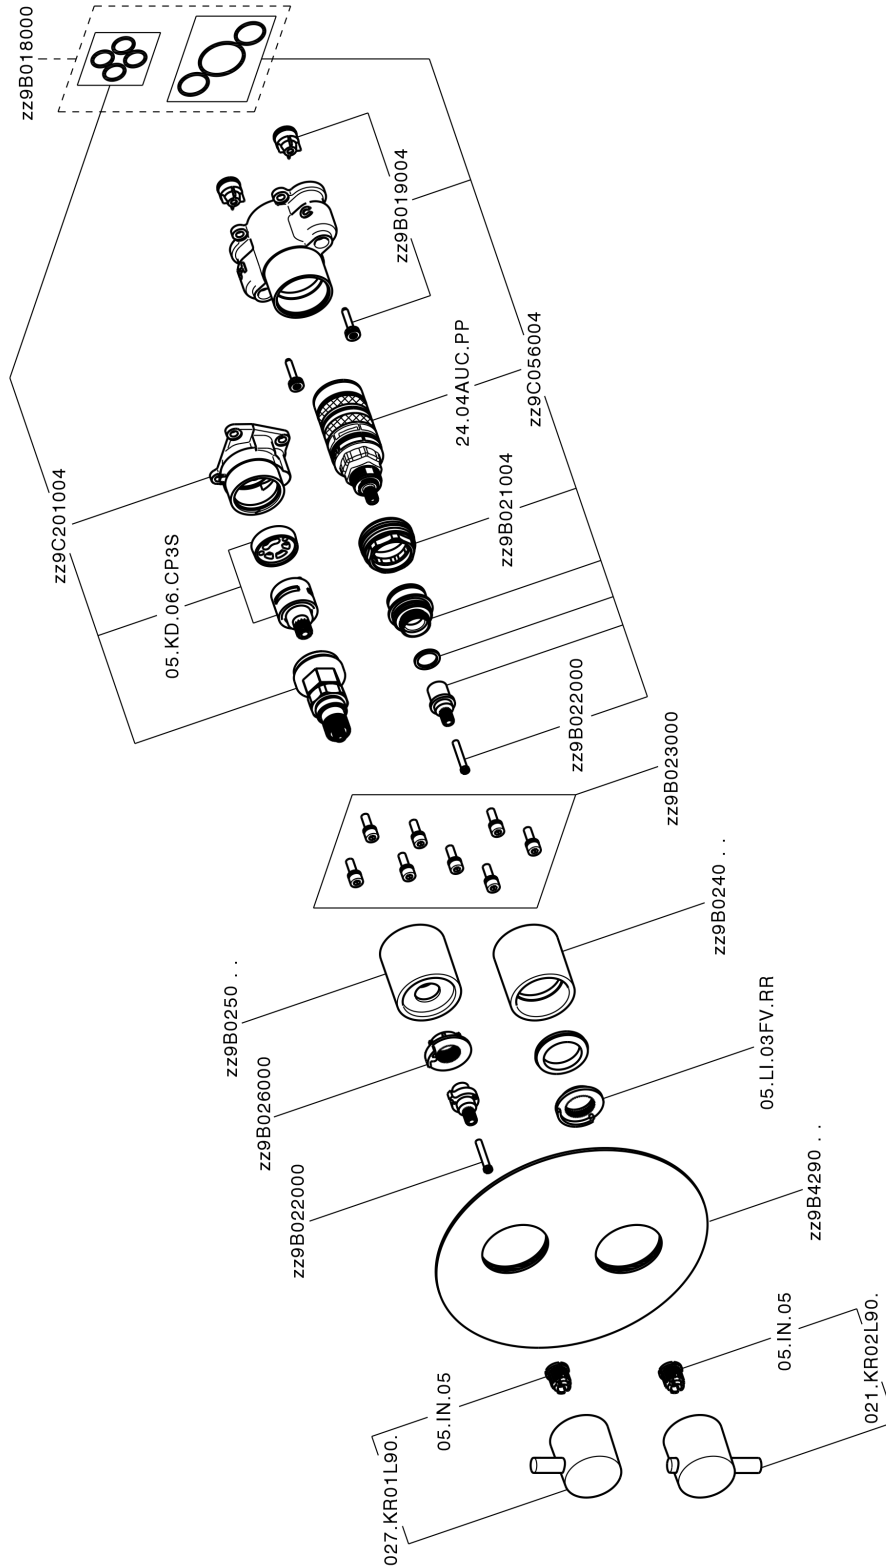 zz9B018000
zz9B019004
24.04AUC.PP
zz9C056004
zz9C201004
zz9B021004
05.KD.06.CP3S
zz9B022000
zz9B023000
zz9B0240 . .
zz9B0250 . .
05.LI.03FV.RR
zz9B026000
zz9B022000
zz9B4290 . .
05.IN.05
021.KR02L90.
05.IN.05
027.KR01L90.